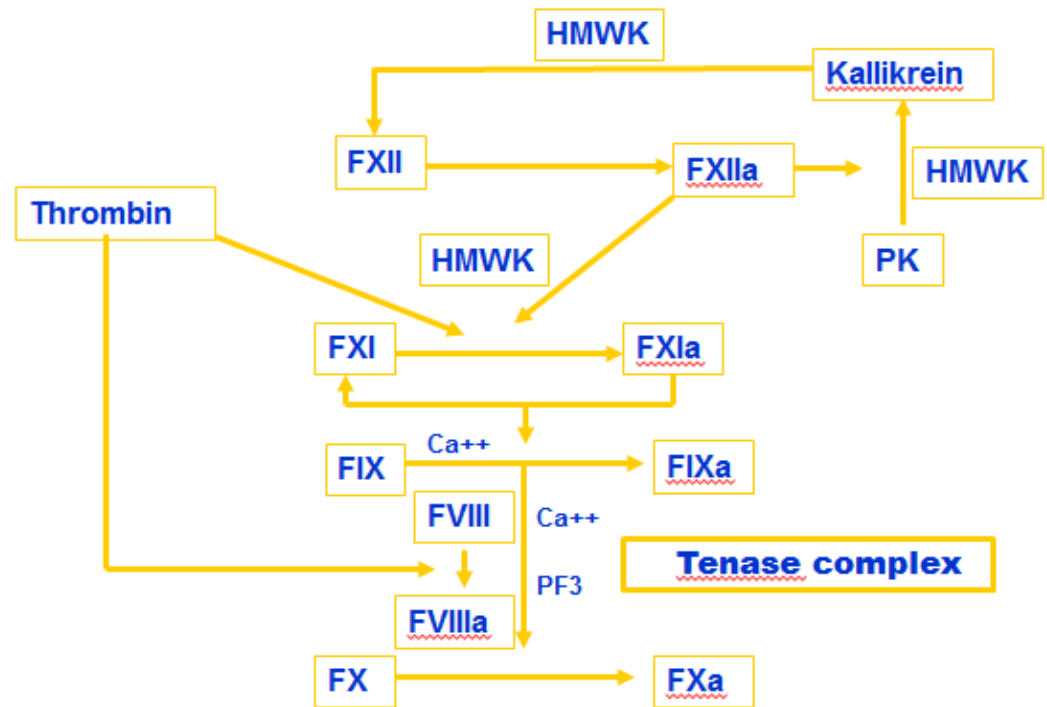 HMWK
Kallikrein
FXII
FXIIa
HMWK
Thrombin
HMWK
PK
FXI
FXIa
Ca++
FIX
FIXa
FVIII
Ca++
Tenase complex
PF3
FVIIIa
FX
FXa